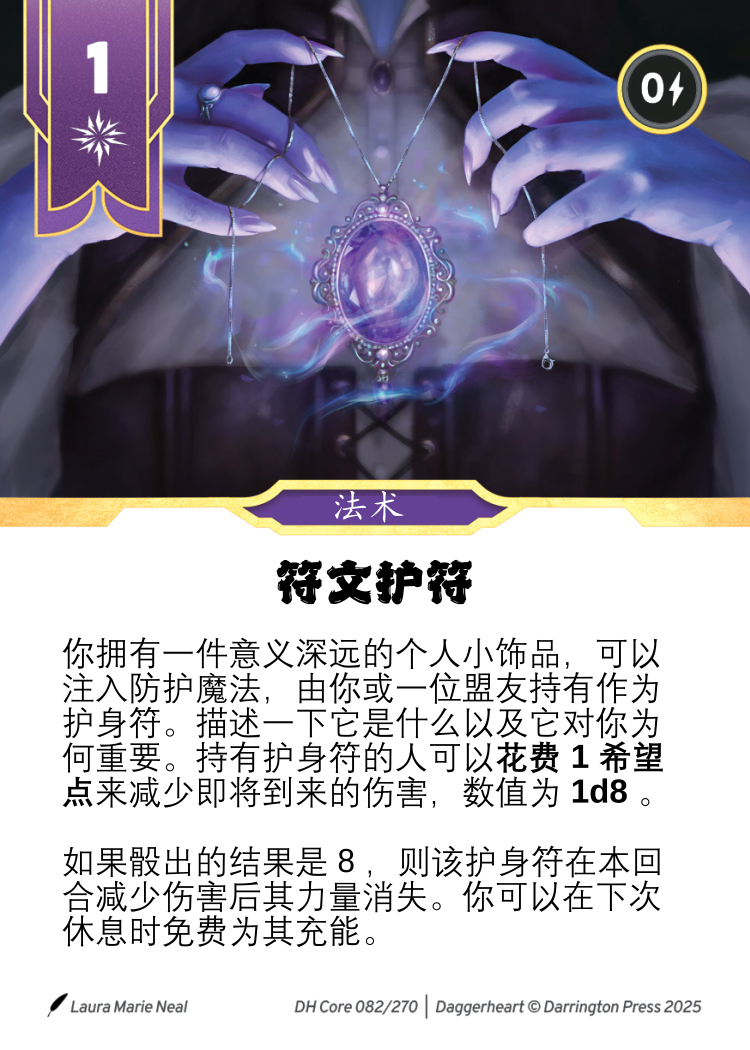 1
0
法术
符文护符
你拥有一件意义深远的个人小饰品，可以
注入防护魔法，由你或一位盟友持有作为
护身符。描述一下它是什么以及它对你为
何重要。持有护身符的人可以花费 1 希望
点来减少即将到来的伤害，数值为 1d8 。
如果骰出的结果是 8 ，则该护身符在本回
合减少伤害后其力量消失。你可以在下次
休息时免费为其充能。
Laura Marie Neal
DH Core 082/270 | Daggerheart © Darrington Press 2025